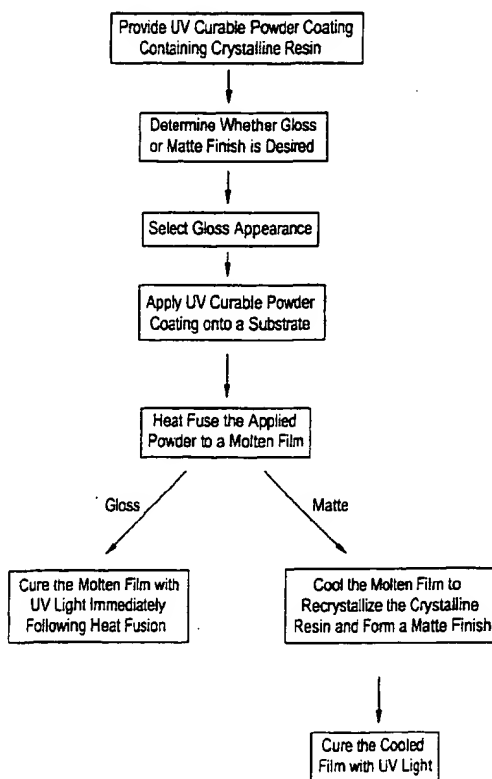 Provide UV Curable Powder Coating
Containing Crystalline Resin
Determine Whether Gloss
or Matte Finish is Desired
Select Gloss Appearance
Apply UV Curable Powder
Coating onto a Substrate
Heat Fuse the Applied
Powder to a Molten Film
Gloss
Matte
Cure the Molten Film with
UV Light Immediately
Following Heat Fusion
Cool the Molten Film to
Recrystallize the Crystalline
Resin and Form a Matte Finish
Cure the Cooled
Film with UV Light